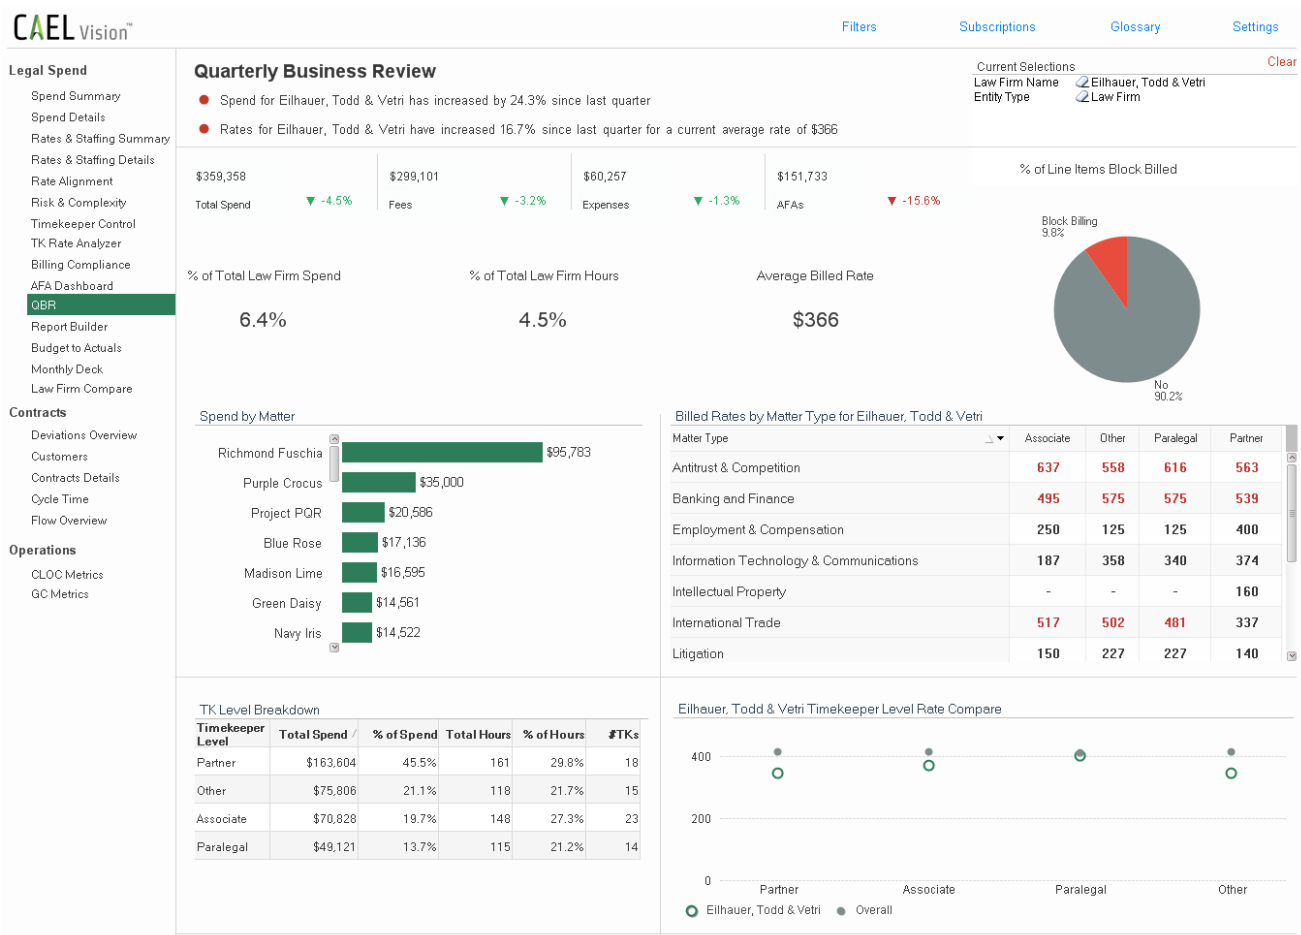 CAEL Vision™
Filters
Subscriptions
Glossary
Settings
Legal Spend
Spend Summary
Spend Details
Rates & Staffing Summary
Rates & Staffing Details
Rate Alignment
Risk & Complexity
Timekeeper Control
TK Rate Analyzer
Billing Compliance
AFA Dashboard
QBR
Report Builder
Budget to Actuals
Monthly Deck
Law Firm Compare
Contracts
Deviations Overview
Customers
Contracts Details
Cycle Time
Flow Overview
Operations
CLOC Metrics
GC Metrics
Quarterly Business Review
Spend for Eilhauer, Todd & Vetri has increased by 24.3% since last quarter
Rates for Eilhauer, Todd & Vetri have increased 16.7% since last quarter for a current average rate of $366
Clear
Current Selections
Law Firm Name Eilhauer, Todd & Vetri
Entity Type Law Firm
$359,358
Total Spend ▼ -4.5%
$299,101
Fees ▼ -3.2%
$60,257
Expenses ▼ -1.3%
$151,733
AFAs ▼ -15.6%
% of Total Law Firm Spend
6.4%
% of Total Law Firm Hours
4.5%
Average Billed Rate
$366
% of Line Items Block Billed
Block Billing
9.8%
No
90.2%
Spend by Matter
Richmond Fuschia $95,783
Purple Crocus $35,000
Project PQR $20,586
Blue Rose $17,136
Madison Lime $16,595
Green Daisy $14,561
Navy Iris $14,522
Billed Rates by Matter Type for Eilhauer, Todd & Vetri
Matter Type Associate Other Paralegal Partner
Antitrust & Competition 637 558 616 563
Banking and Finance 495 575 575 539
Employment & Compensation 250 125 125 400
Information Technology & Communications 187 358 340 374
Intellectual Property - - - 160
International Trade 517 502 481 337
Litigation 150 227 227 140
TK Level Breakdown
Timekeeper Level Total Spend % of Spend Total Hours % of Hours #TKs
Partner $163,604 45.5% 161 29.8% 18
Other $75,806 21.1% 118 21.7% 15
Associate $70,828 19.7% 148 27.3% 23
Paralegal $49,121 13.7% 115 21.2% 14
Eilhauer, Todd & Vetri Timekeeper Level Rate Compare
400
200
0
Partner Associate Paralegal Other
Eilhauer, Todd & Vetri Overall